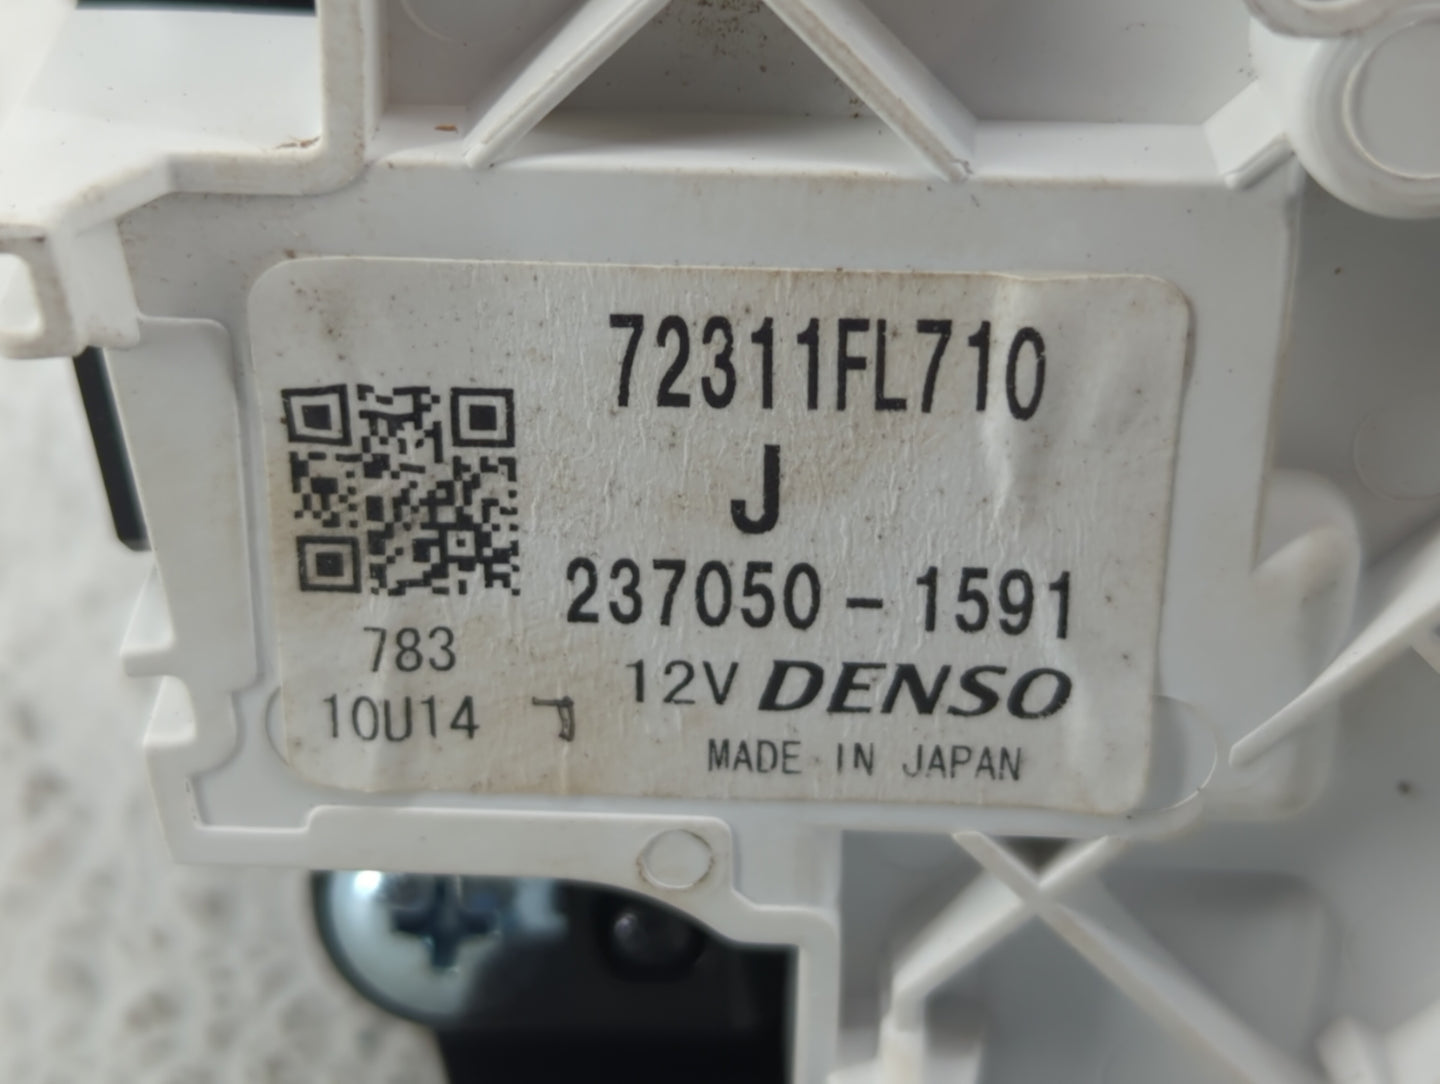 72311FL710
J
237050-1591
783
12V DENSO
10U14
MADE IN JAPAN